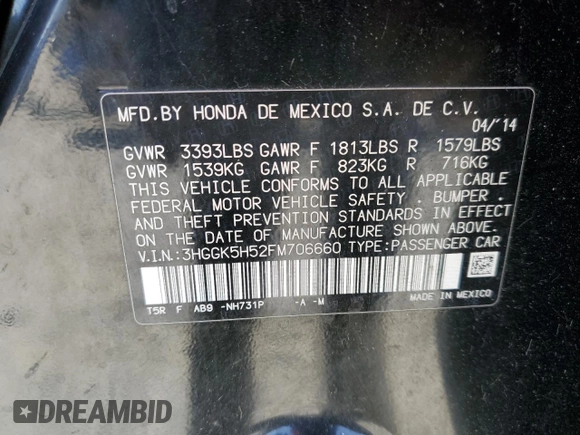 MFD.BY HONDA DE MEXICO S.A. DE C.V.
04/'14
GVWR 3393LBS GAWR F 1813LBS R 1579LBS
GVWR 1539KG GAWR F 823KG R 716KG
THIS VEHICLE CONFORMS TO ALL APPLICABLE
FEDERAL MOTOR VEHICLE SAFETY . BUMPER .
AND THEFT PREVENTION STANDARDS IN EFFECT
ON THE DATE OF MANUFACTURE SHOWN ABOVE.
V.I.N.:3HGGK5H52FM706660 TYPE:PASSENGER CAR
T5R F AB9 -NH731P -A -M
MADE IN MEXICO
DREAMBID